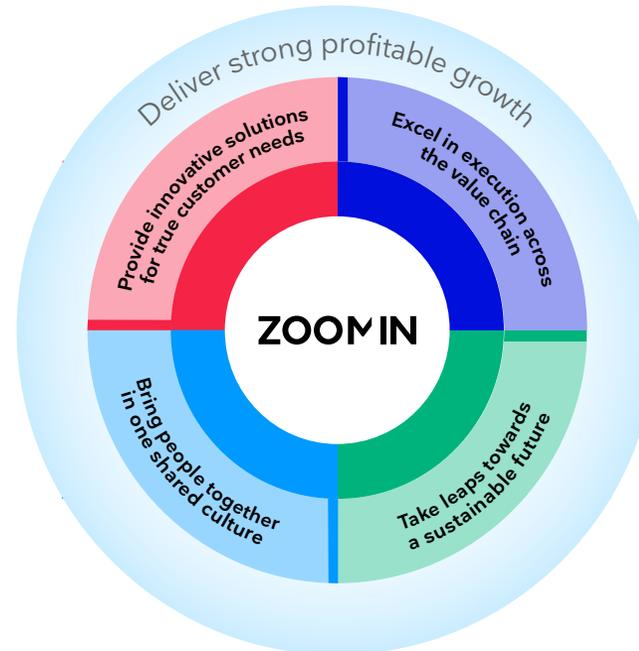 Deliver strong profitable growth
Provide innovative solutions
for true customer needs
Excel in execution across
the value chain
ZOOMIN
Bring people together
in one shared culture
Take leaps towards
a sustainable future